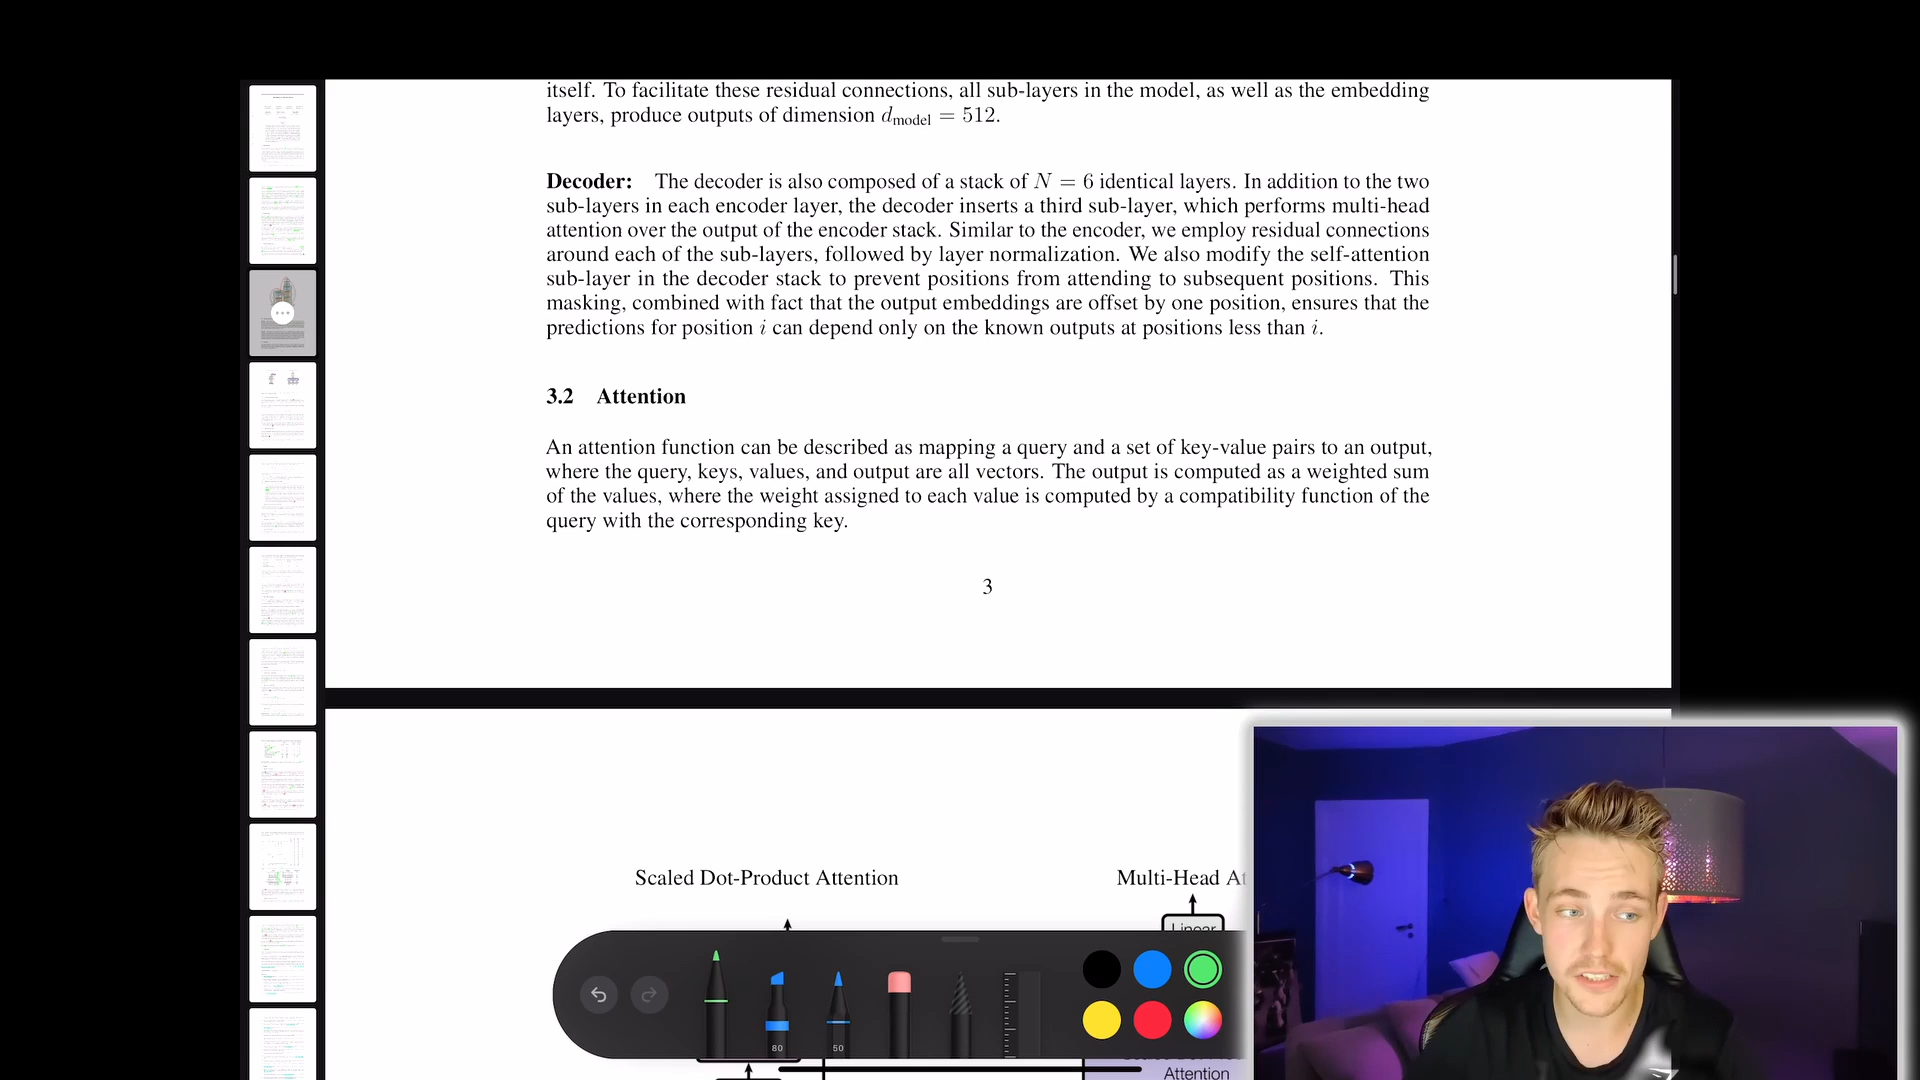 itself. To facilitate these residual connections, all sub-layers in the model, as well as the embedding
layers, produce outputs of dimension d_model = 512.
Decoder: The decoder is also composed of a stack of N = 6 identical layers. In addition to the two
sub-layers in each encoder layer, the decoder inserts a third sub-layer, which performs multi-head
attention over the output of the encoder stack. Similar to the encoder, we employ residual connections
around each of the sub-layers, followed by layer normalization. We also modify the self-attention
sub-layer in the decoder stack to prevent positions from attending to subsequent positions. This
masking, combined with fact that the output embeddings are offset by one position, ensures that the
predictions for position i can depend only on the known outputs at positions less than i.
3.2 Attention
An attention function can be described as mapping a query and a set of key-value pairs to an output,
where the query, keys, values, and output are all vectors. The output is computed as a weighted sum
of the values, where the weight assigned to each value is computed by a compatibility function of the
query with the corresponding key.
3
Scaled Dot-Product Attention
Multi-Head At
Linear
80
50
Attention